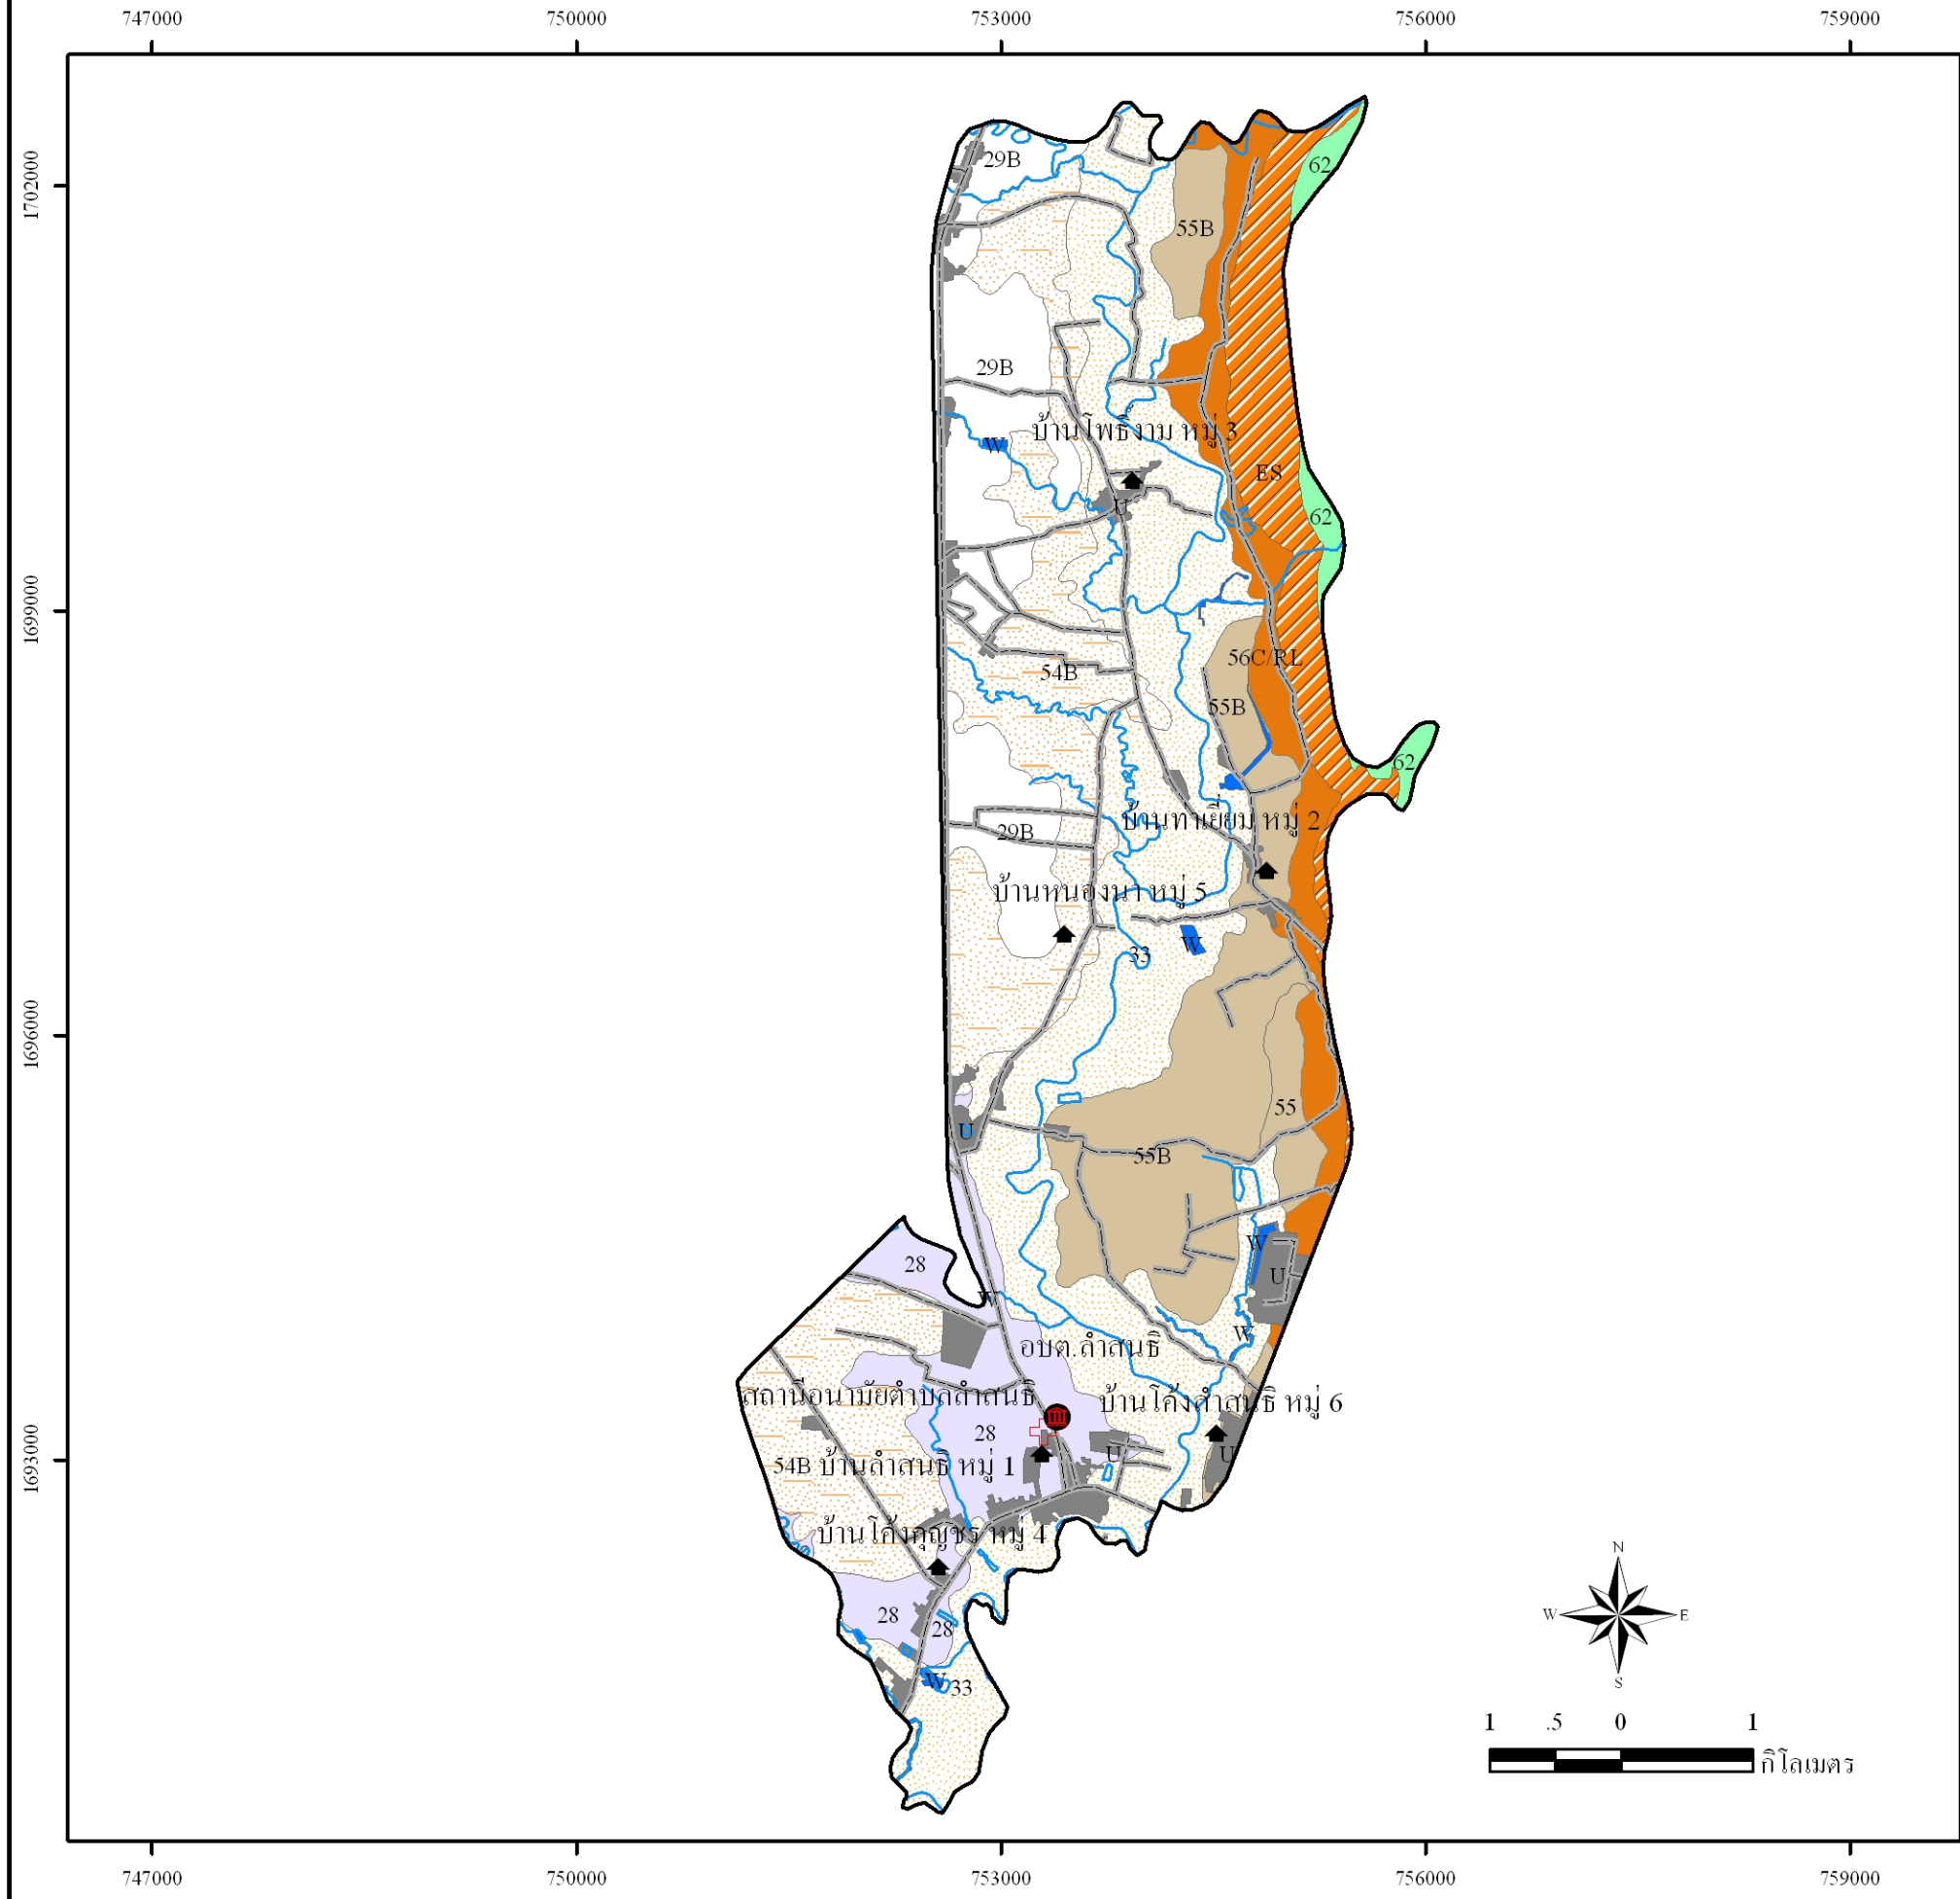 747000 750000 753000 756000 759000
1702000
1699000
1696000
1693000
29B
62
55B
29B
บ้านโพธิ์งาม หมู่ 3
W
ES
U
62
56C/RL
54B
55B
62
บ้านท่าเยี่ยม หมู่ 2
29B
บ้านหนองนา หมู่ 5
W
33
55
U
55B
W
28
U
W
W
อบต.ลำสนธิ
สถานีอนามัยตำบลลำสนธิ
บ้านโค้งลำสนธิ หมู่ 6
28
U
U
54B
บ้านลำสนธิ หมู่ 1
บ้านโค้งกุญชร หมู่ 4
28
28
W
33
N
W
E
S
1 .5 0 1
กิโลเมตร
747000 750000 753000 756000 759000